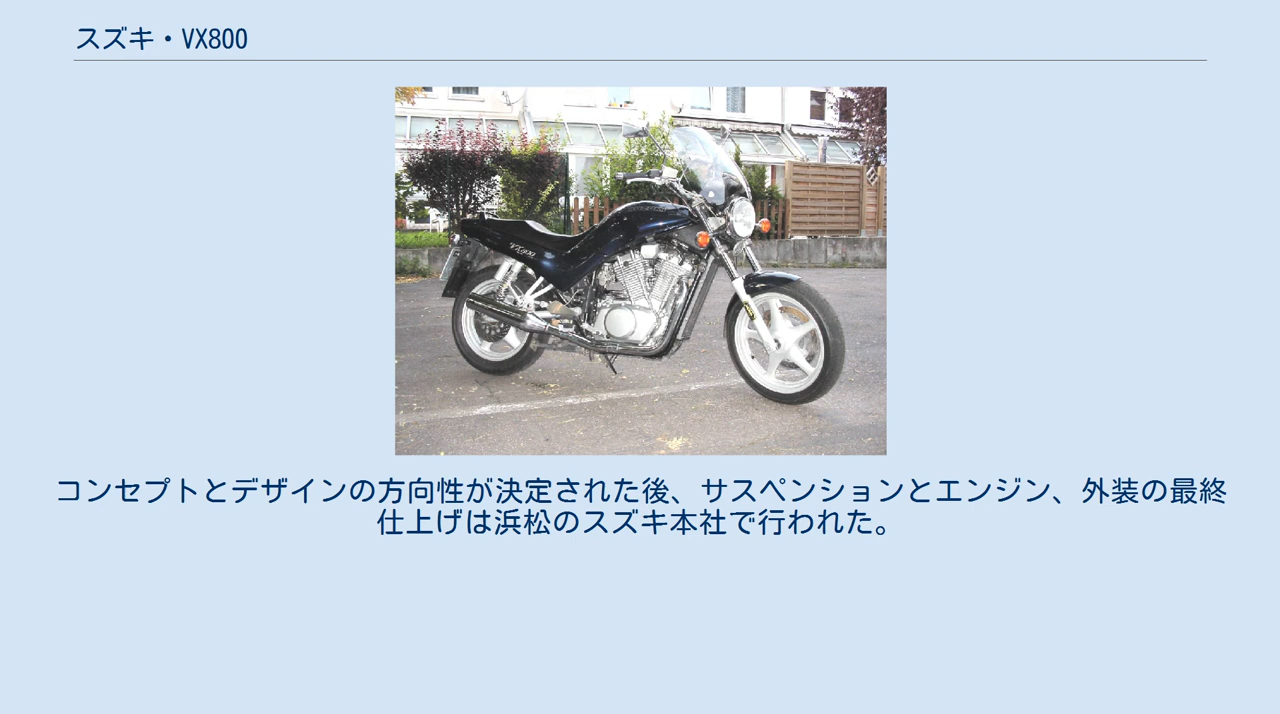 スズキ・VX800
VX800
コンセプトとデザインの方向性が決定された後、サスペンションとエンジン、外装の最終
仕上げは浜松のスズキ本社で行われた。